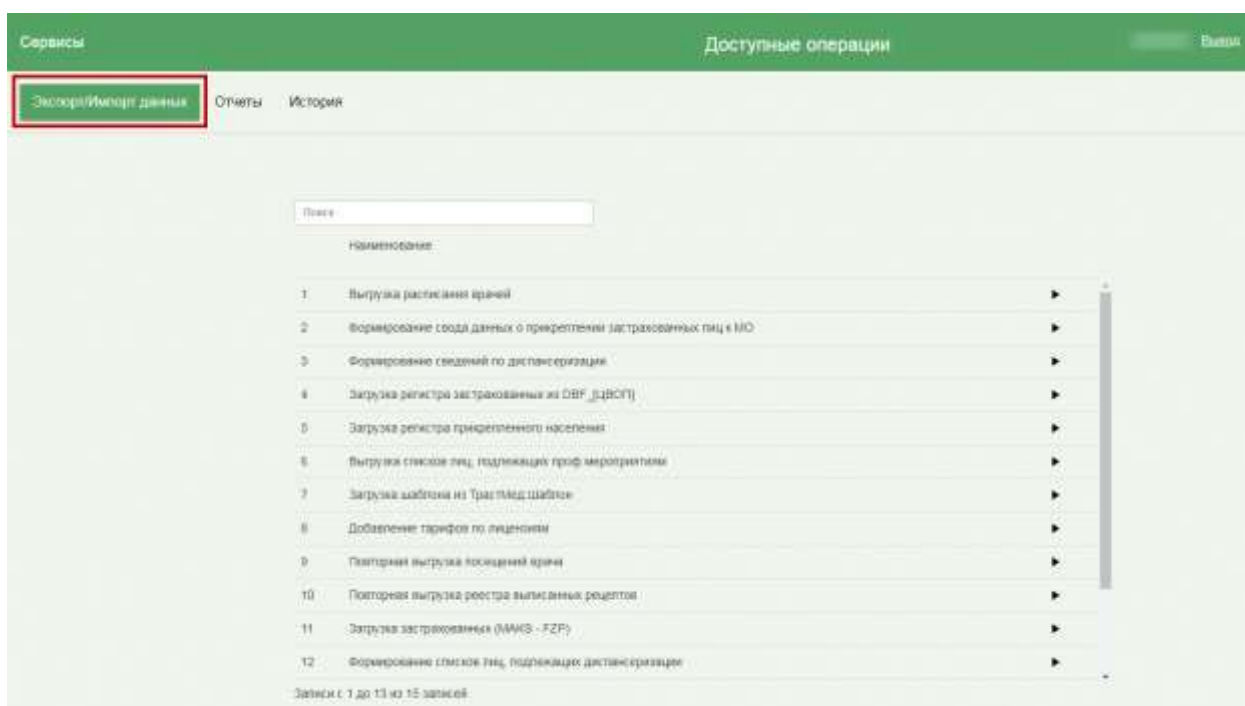 Сервисы Доступные операции Выход
Экспорт/Импорт данных Отчеты История
Поиск
Наименование
1 Выгрузка расписания врачей
2 Формирование свода данных о прикреплении застрахованных лиц к МО
3 Формирование сведений по диспансеризации
4 Загрузка регистра застрахованных из DBF_[ЦВОП]
5 Загрузка регистра прикрепленного населения
6 Выгрузка списков лиц, подлежащих проф мероприятиям
7 Загрузка шаблона из ТрастМед:Шаблон
8 Добавление тарифов по лицензиям
9 Повторная выгрузка посещений врача
10 Повторная выгрузка реестра выписанных рецептов
11 Загрузка застрахованных (МАКS - FZP)
12 Формирование списков лиц, подлежащих диспансеризации
Записи с 1 до 13 из 15 записей